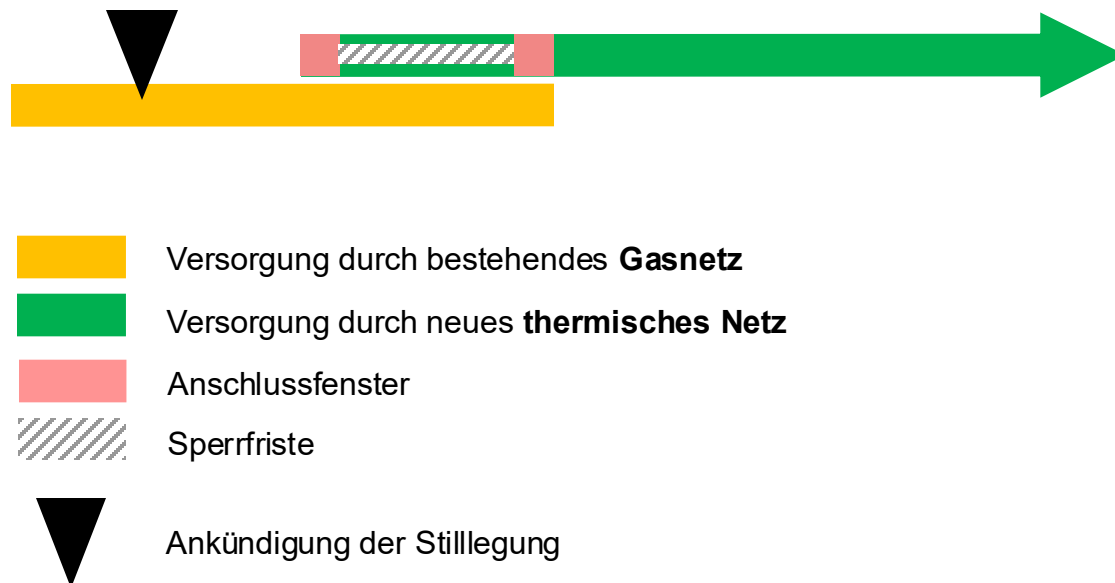 Versorgung durch bestehendes Gasnetz
Versorgung durch neues thermisches Netz
Anschlussfenster
Sperrfriste
Ankündigung der Stilllegung